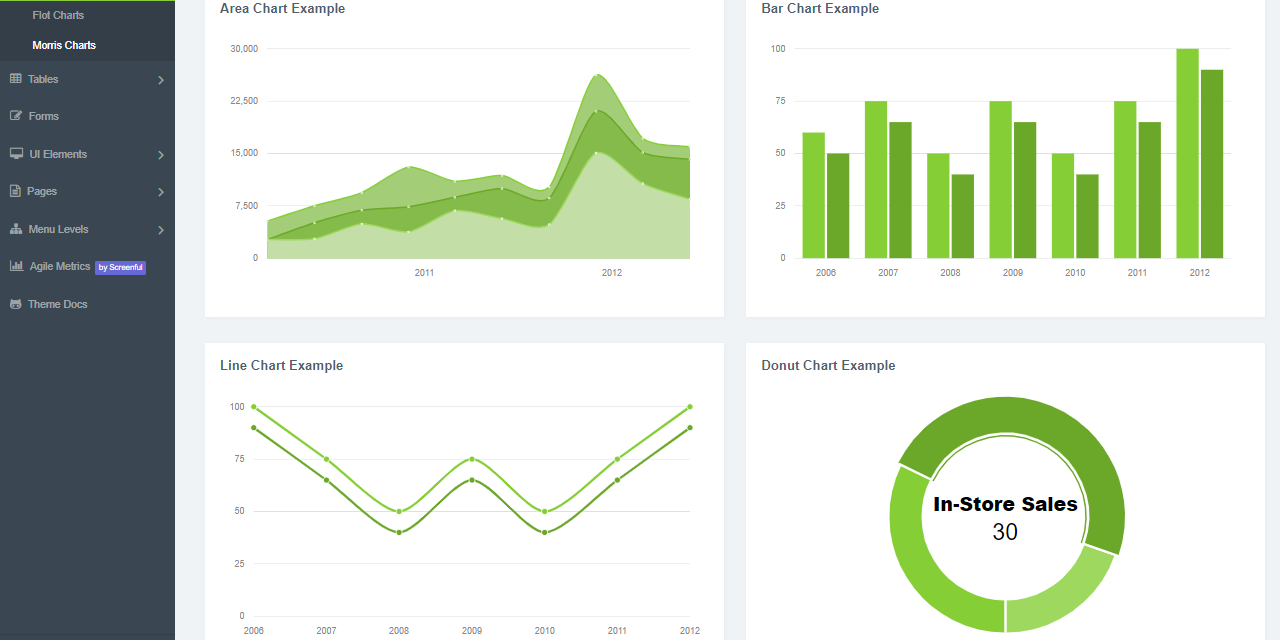 Flot Charts
Morris Charts
Tables
Forms
UI Elements
Pages
Menu Levels
Agile Metrics by Screenful
Theme Docs
Area Chart Example
30,000
22,500
15,000
7,500
0
2011 2012
Bar Chart Example
100
75
50
25
0
2006 2007 2008 2009 2010 2011 2012
Line Chart Example
100
75
50
25
0
2006 2007 2008 2009 2010 2011 2012
Donut Chart Example
In-Store Sales
30